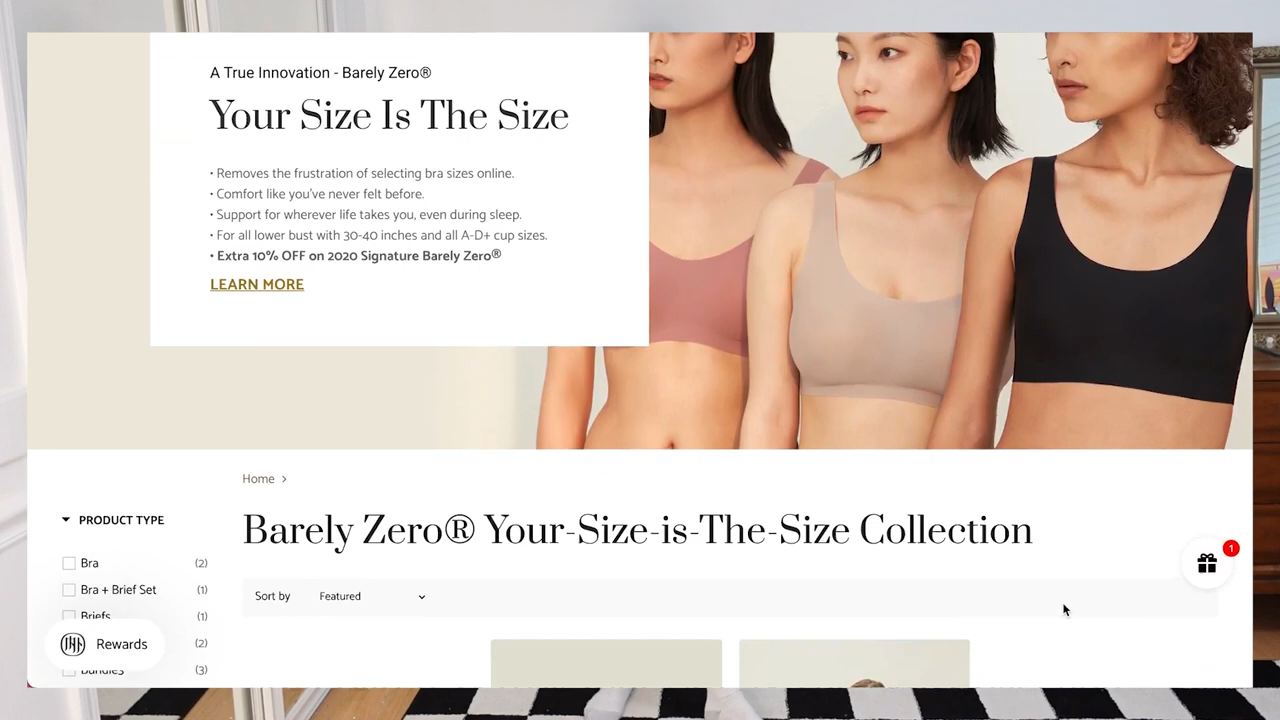 A True Innovation - Barely Zero®
Your Size Is The Size
• Removes the frustration of selecting bra sizes online.
• Comfort like you've never felt before.
• Support for wherever life takes you, even during sleep.
• For all lower bust with 30-40 inches and all A-D+ cup sizes.
• Extra 10% OFF on 2020 Signature Barely Zero®
LEARN MORE
Home >
PRODUCT TYPE
Barely Zero® Your-Size-is-The-Size Collection
1
Bra (2)
Bra + Brief Set (1)
Sort by Featured
Briefs (1)
Rewards
(2)
Bundles (3)